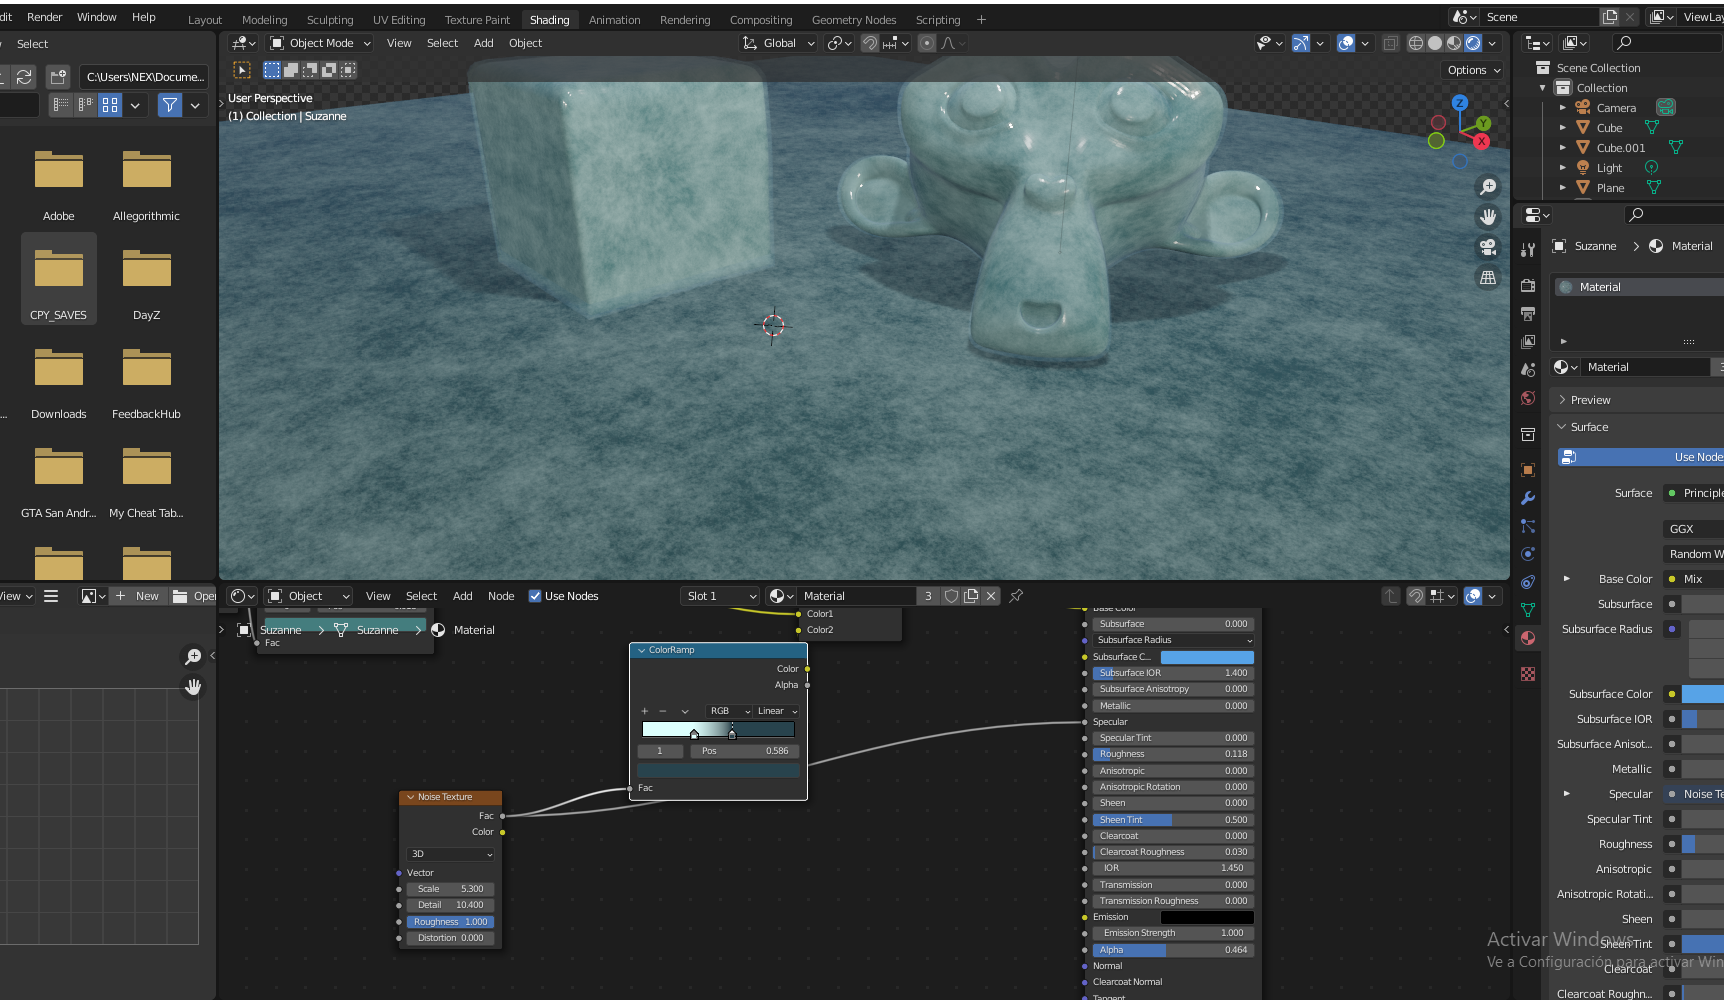 dit Render Window Help Layout Modeling Sculpting UV Editing Texture Paint Shading Animation Rendering Compositing Geometry Nodes Scripting + Scene ViewLay
Select Object Mode View Select Add Object Global
C:\Users\NEX\Docume... Options
User Perspective
(1) Collection | Suzanne
Z
Y
X
Adobe Allegorithmic
CPY_SAVES DayZ
Downloads FeedbackHub
GTA San Andr... My Cheat Tab...
Scene Collection
Collection
Camera
Cube
Cube.001
Light
Plane
Suzanne > Material
Material
Material 3
Preview
Surface
Use Nodes
Surface Principle
GGX
Random W
Base Color Mix
Subsurface
Subsurface Radius
Subsurface Color
Subsurface IOR
Subsurface Anisot...
Metallic
Specular Noise Te
Specular Tint
Roughness
Anisotropic
Anisotropic Rotati...
Sheen
Sheen Tint
Clearcoat
Clearcoat Roughn...
iew + New Open
Object View Select Add Node Use Nodes Slot 1 Material 3
Suzanne > Suzanne > Material
Fac
Color1
Color2
ColorRamp
Color
Alpha
+ − RGB Linear
1 Pos 0.586
Fac
Noise Texture
Fac
Color
3D
Vector
Scale 5.300
Detail 10.400
Roughness 1.000
Distortion 0.000
Base Color
Subsurface 0.000
Subsurface Radius
Subsurface C...
Subsurface IOR 1.400
Subsurface Anisotropy 0.000
Metallic 0.000
Specular
Specular Tint 0.000
Roughness 0.118
Anisotropic 0.000
Anisotropic Rotation 0.000
Sheen 0.000
Sheen Tint 0.500
Clearcoat 0.000
Clearcoat Roughness 0.030
IOR 1.450
Transmission 0.000
Transmission Roughness 0.000
Emission
Emission Strength 1.000
Alpha 0.464
Normal
Clearcoat Normal
Tangent
Activar Windows
Ve a Configuración para activar Win